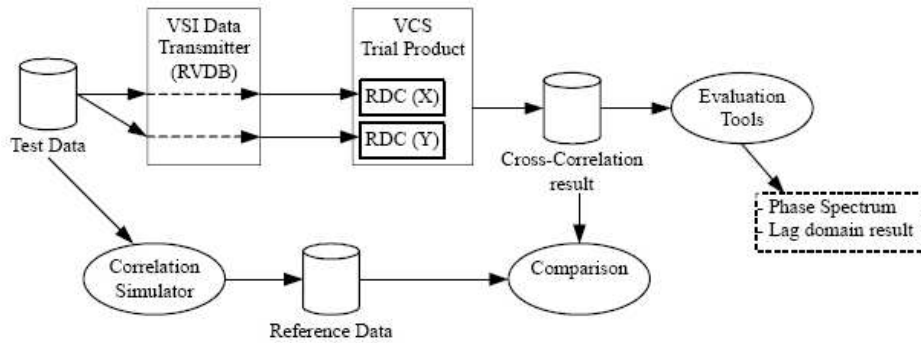 VSI Data
Transmitter
(RVDB)
VCS
Trial Product
RDC (X)
RDC (Y)
Test Data
Cross-Correlation
result
Evaluation
Tools
- Phase Spectrum
- Lag domain result
Correlation
Simulator
Reference Data
Comparison